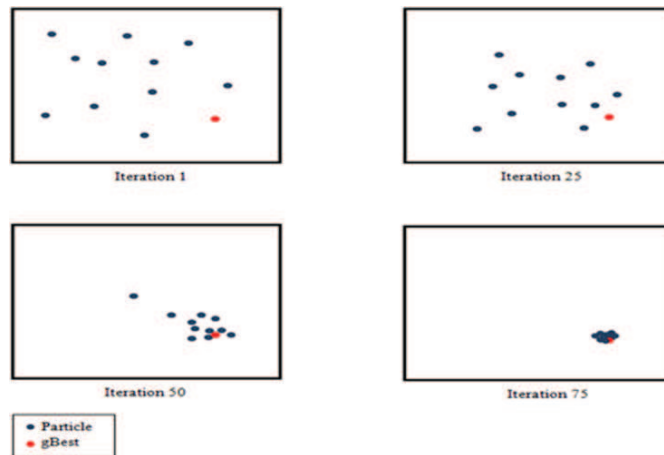 Iteration 1
Iteration 25
Iteration 50
Iteration 75
Particle
gBest